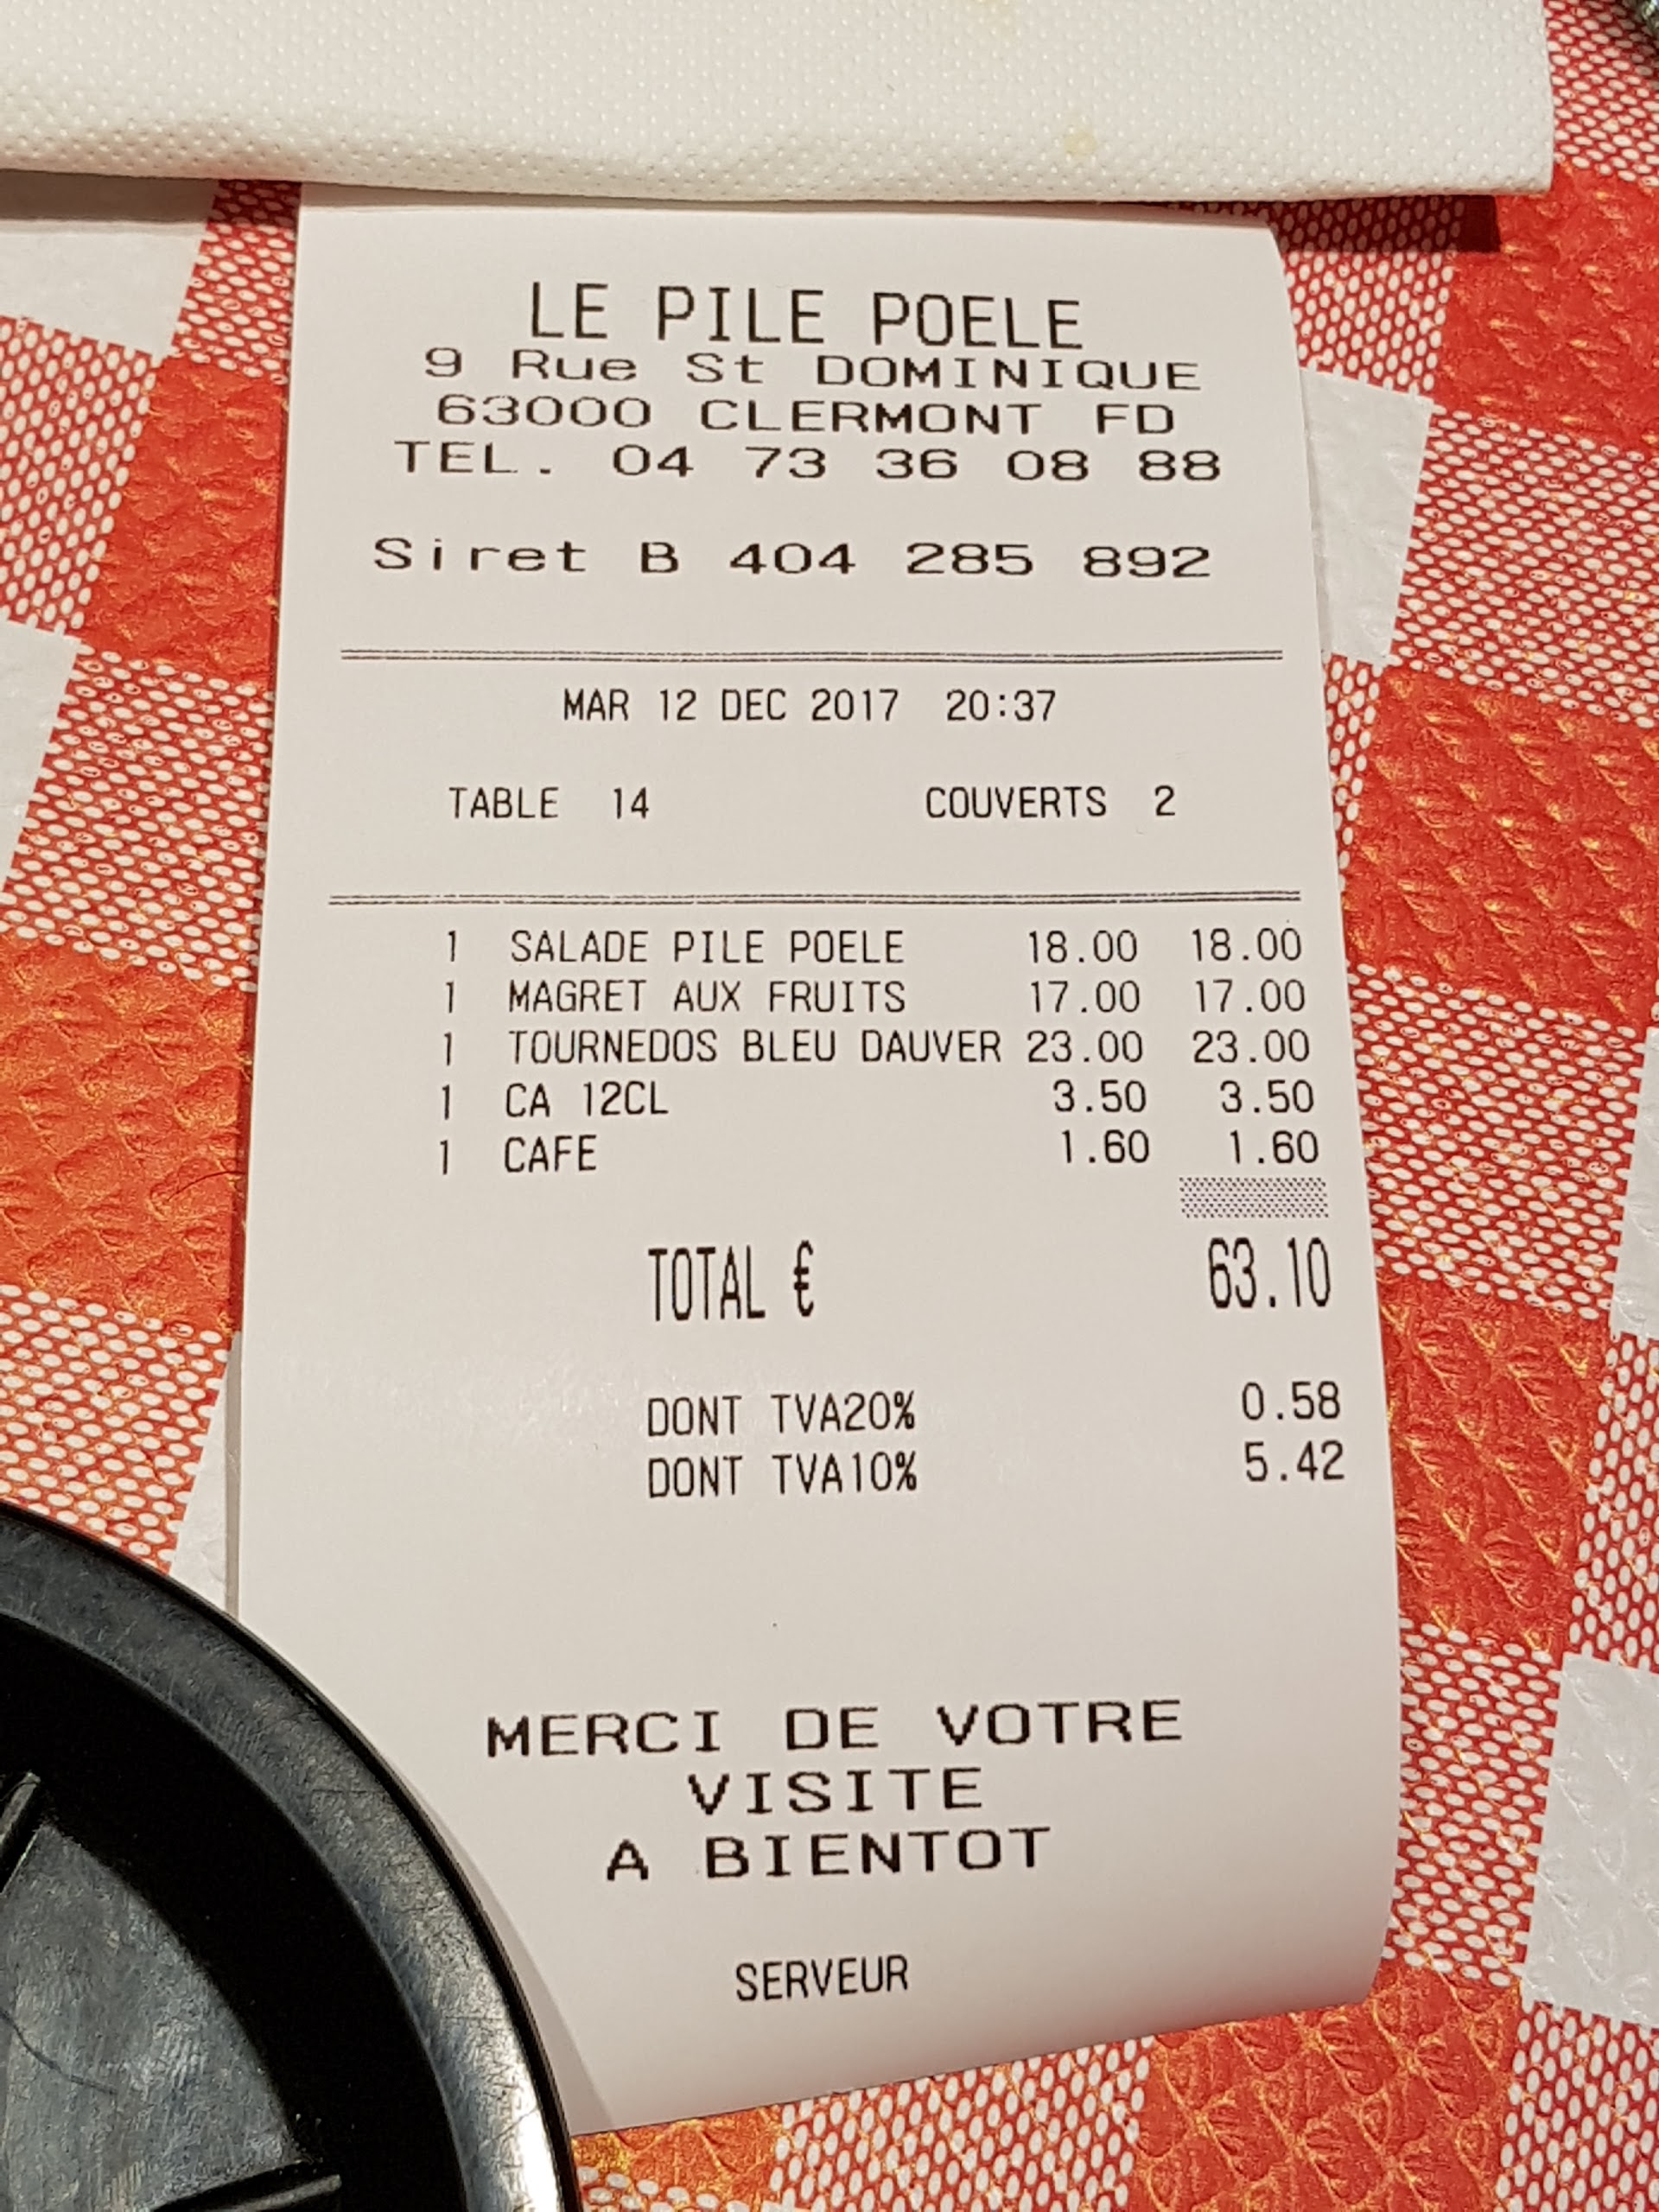 LE PILE POELE
9 Rue St DOMINIQUE
63000 CLERMONT FD
TEL. 04 73 36 08 88
Siret B 404 285 892
MAR 12 DEC 2017 20:37
TABLE 14 COUVERTS 2
1 SALADE PILE POELE 18.00 18.00
1 MAGRET AUX FRUITS 17.00 17.00
1 TOURNEDOS BLEU DAUVER 23.00 23.00
1 CA 12CL 3.50 3.50
1 CAFE 1.60 1.60
TOTAL € 63.10
DONT TVA20% 0.58
DONT TVA10% 5.42
MERCI DE VOTRE
VISITE
A BIENTOT
SERVEUR